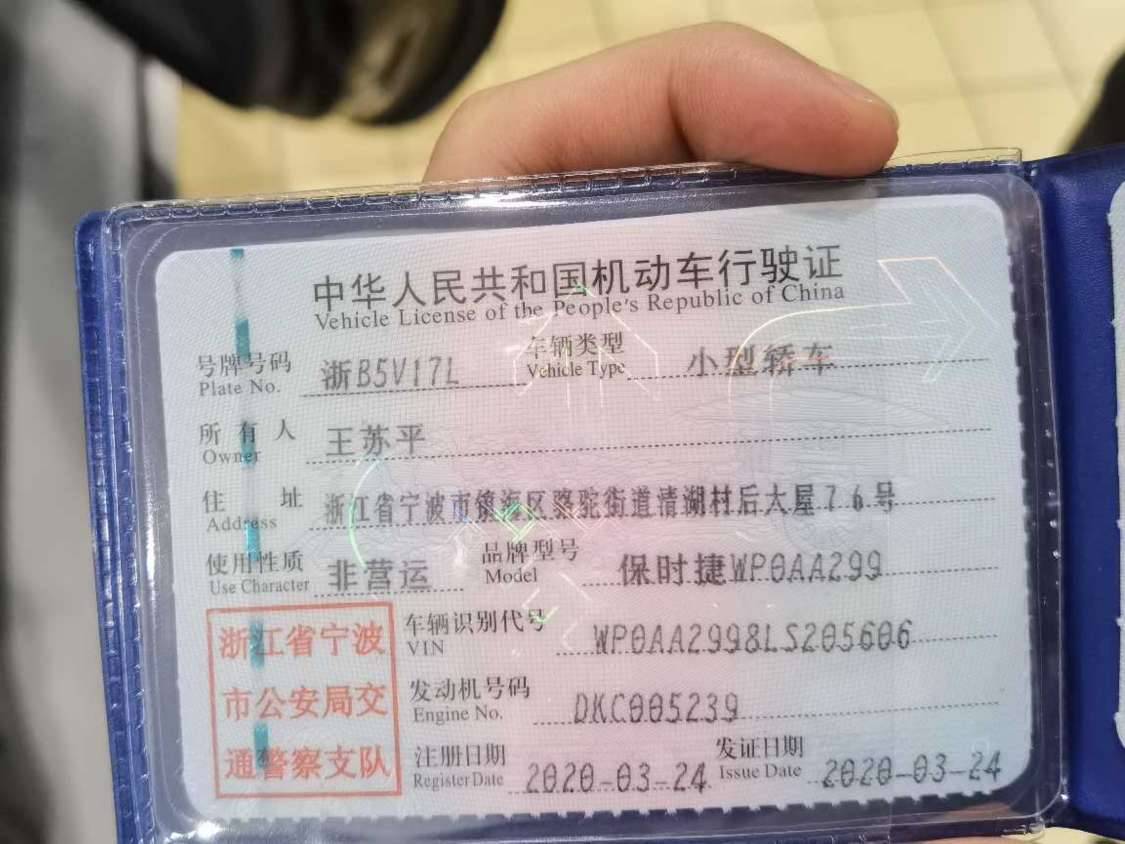 中华人民共和国机动车行驶证
Vehicle License of the People's Republic of China
号牌号码 浙B5V17L 车辆类型 小型轿车
Plate No. Vehicle Type
所有人 王苏平
Owner
住址 浙江省宁波市镇海区骆驼街道清湖村后大屋76号
Address
使用性质 非营运 品牌型号 保时捷WP0AA299
Use Character Model
浙江省宁波
市公安局交
通警察支队
车辆识别代号 WP0AA2998LS205606
VIN
发动机号码 DKC005239
Engine No.
注册日期 2020-03-24 发证日期 2020-03-24
Register Date Issue Date